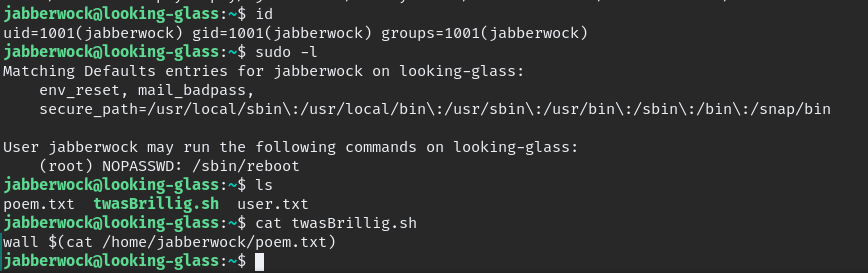 jabberwock@looking-glass:~$ id
uid=1001(jabberwock) gid=1001(jabberwock) groups=1001(jabberwock)
jabberwock@looking-glass:~$ sudo -l
Matching Defaults entries for jabberwock on looking-glass:
    env_reset, mail_badpass,
    secure_path=/usr/local/sbin\:/usr/local/bin\:/usr/sbin\:/usr/bin\:/sbin\:/bin\:/snap/bin

User jabberwock may run the following commands on looking-glass:
    (root) NOPASSWD: /sbin/reboot
jabberwock@looking-glass:~$ ls
poem.txt  twasBrillig.sh  user.txt
jabberwock@looking-glass:~$ cat twasBrillig.sh
wall $(cat /home/jabberwock/poem.txt)
jabberwock@looking-glass:~$